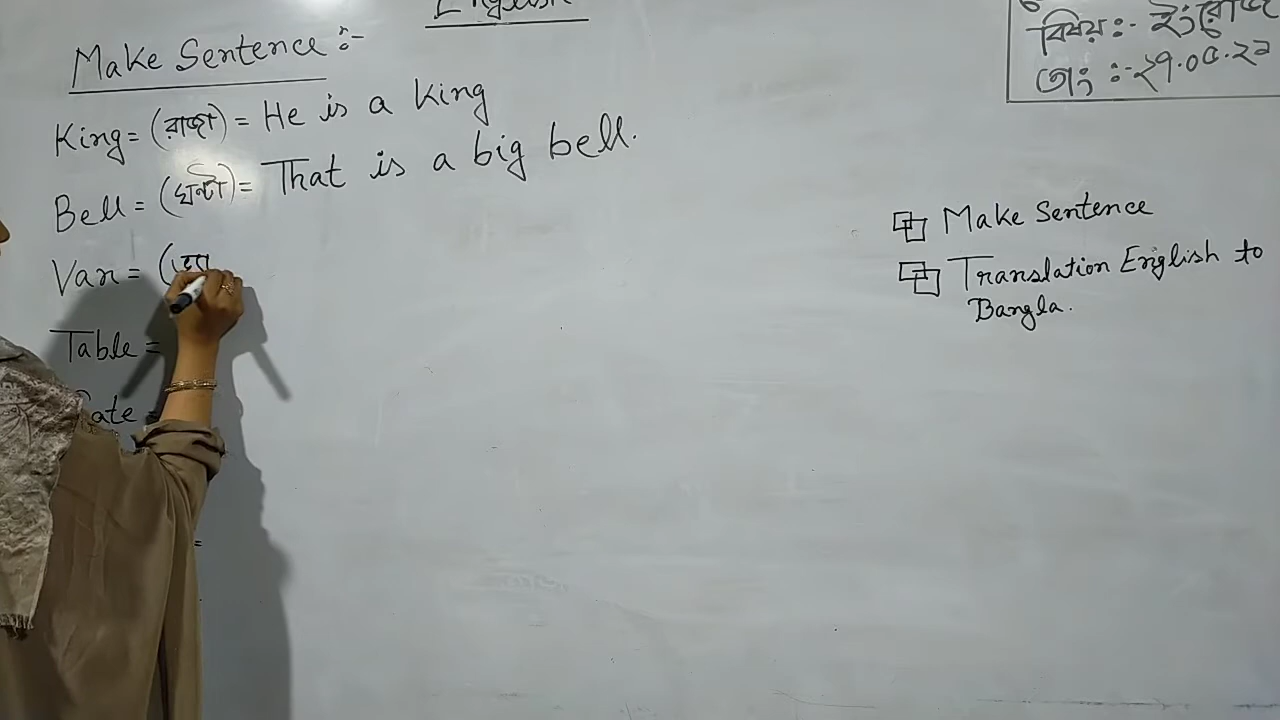 English
Make Sentence :-
King = (রাজা) = He is a King
Bell = (ঘন্টা) = That is a big bell.
Van = (
Table =
ate =
=
বিষয়ঃ- ইংরেজি
তাং :- ২৭.০৫.২১
Make Sentence
Translation English to
Bangla.